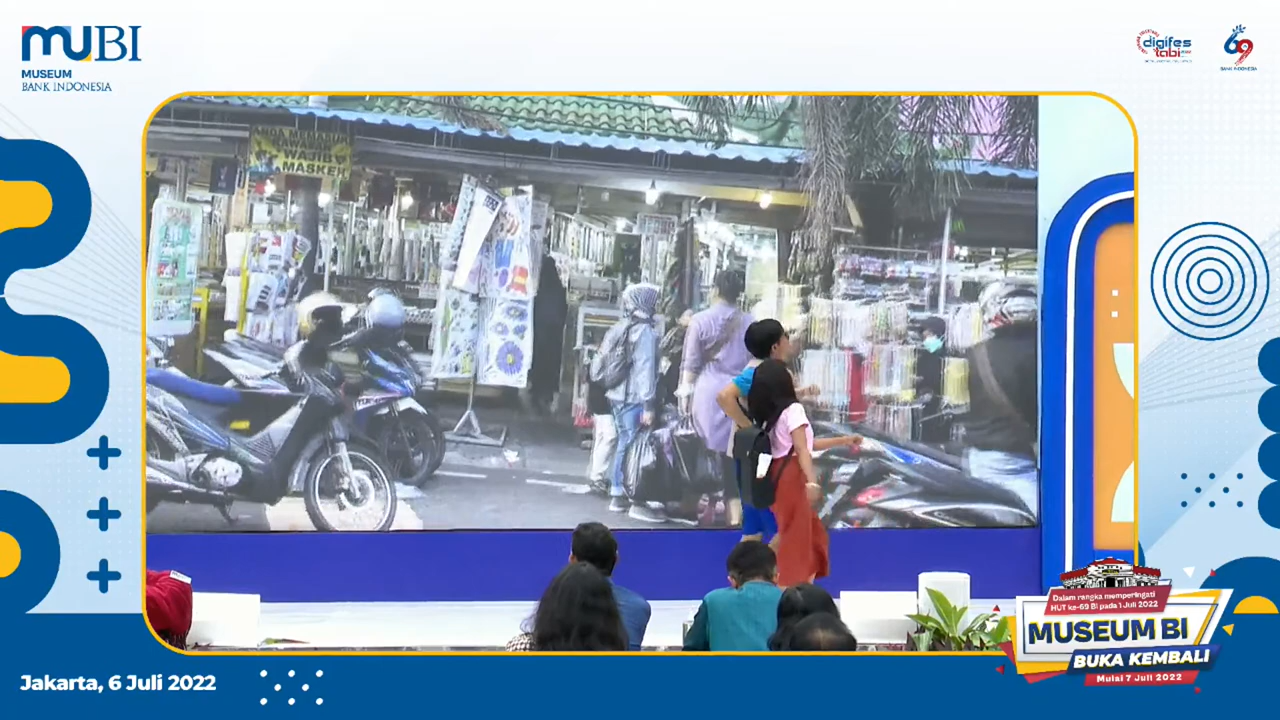 MUBI
MUSEUM
BANK INDONESIA
digifes
tabi
69
BANK INDONESIA
MASKER
Dalam rangka memperingati
HUT ke-69 BI pada 1 Juli 2022
MUSEUM BI
BUKA KEMBALI
Mulai 7 Juli 2022
Jakarta, 6 Juli 2022